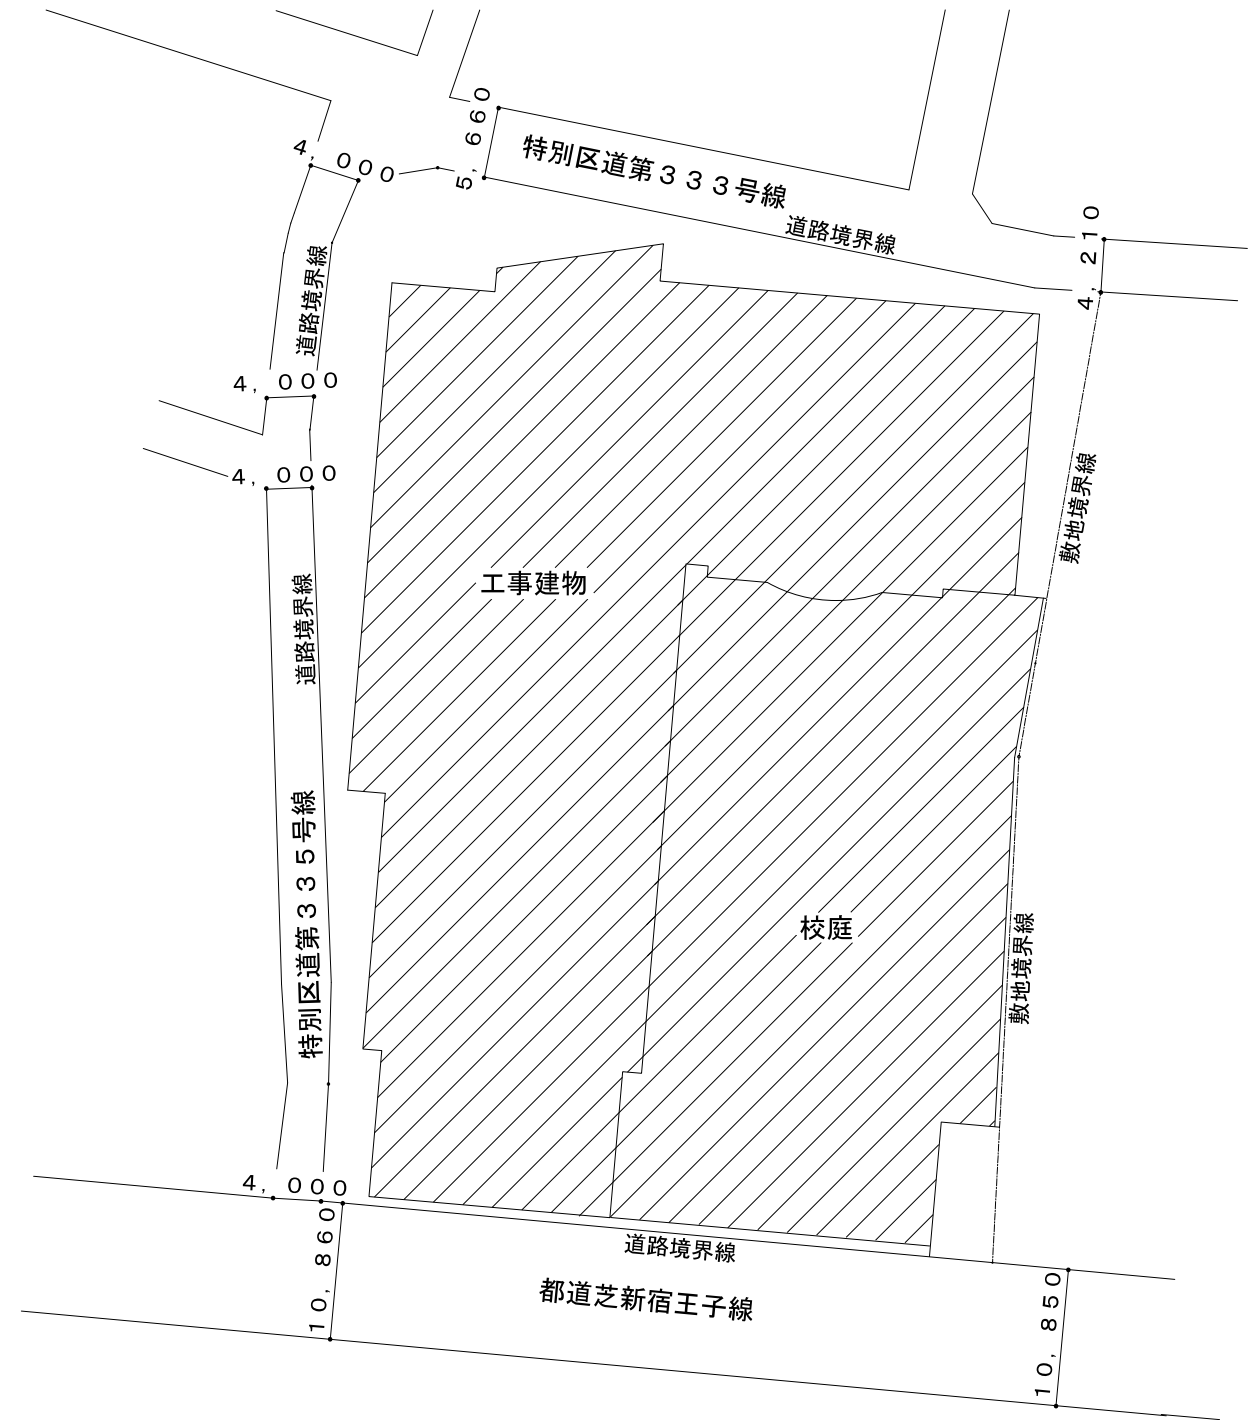 5, 660
4, 000
特別区道第333号線
道路境界線
4, 210
道路境界線
4, 000
4, 000
敷地境界線
工事建物
道路境界線
特別区道第335号線
校庭
敷地境界線
4, 000
10, 860
道路境界線
都道芝新宿王子線
10, 850